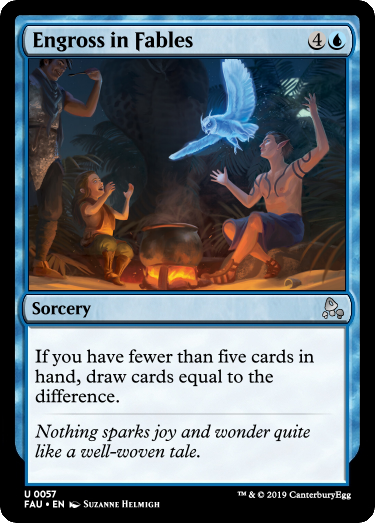 Engross in Fables 4
Sorcery
If you have fewer than five cards in
hand, draw cards equal to the
difference.
Nothing sparks joy and wonder quite
like a well-woven tale.
U 0057
FAU • EN Suzanne Helmigh
™ & © 2019 CanterburyEgg